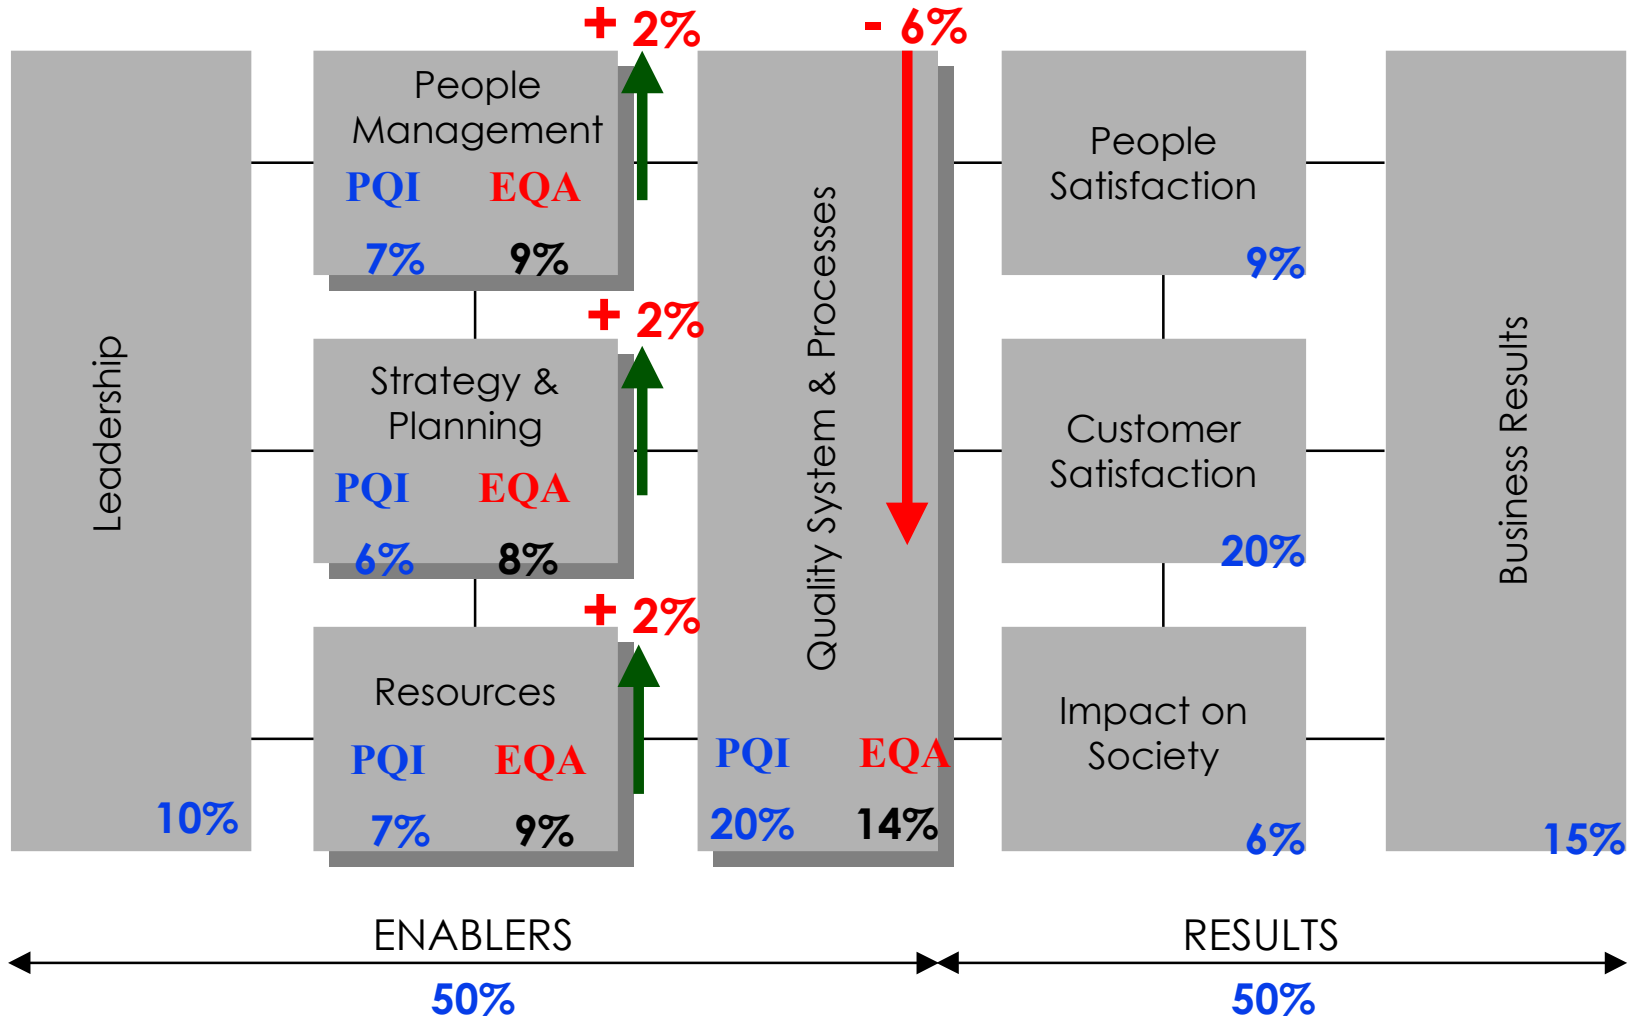 + 2%
- 6%
People
Management
PQI EQA
7% 9%
+ 2%
Strategy &
Planning
PQI EQA
6% 8%
+ 2%
Resources
PQI EQA
7% 9%
Leadership
10%
Quality System & Processes
PQI EQA
20% 14%
People
Satisfaction
9%
Customer
Satisfaction
20%
Impact on
Society
6%
Business Results
15%
ENABLERS
50%
RESULTS
50%